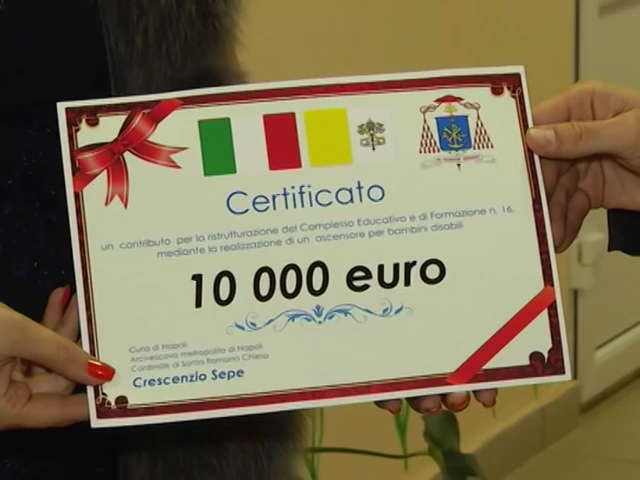 Certificato
un contributo per la ristrutturazione del Complesso Educativo e di Formazione n. 16,
mediante la realizzazione di un ascensore per bambini disabili
10 000 euro
Curia di Napoli
Arcivescovo metropolita di Napoli
Cardinale di Santa Romana Chiesa
Crescenzio Sepe